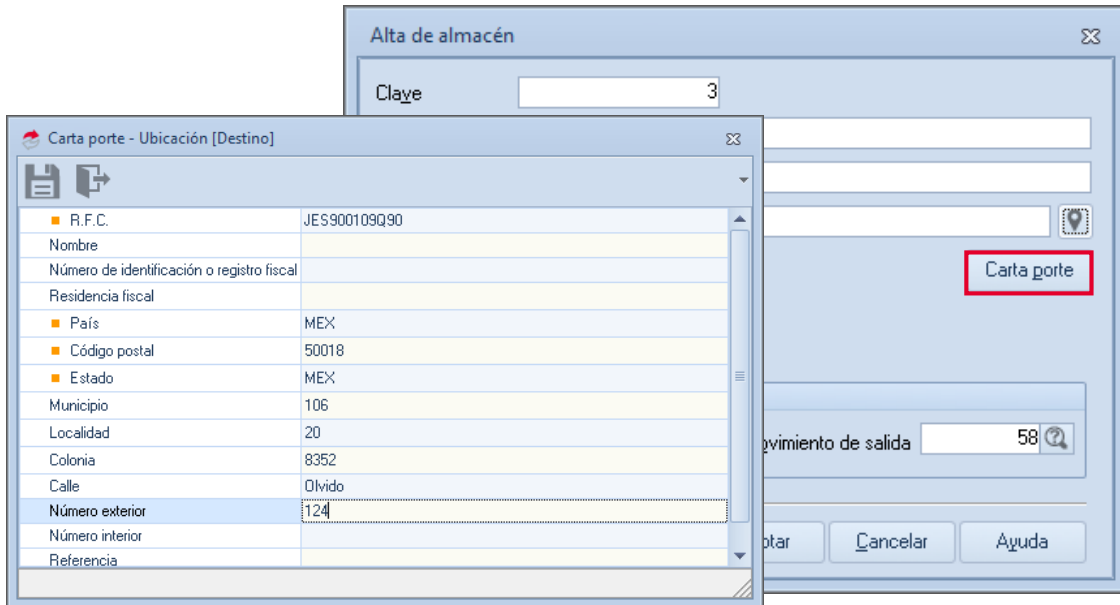 Alta de almacén
Clave 3
Carta porte - Ubicación [Destino]
R.F.C. JES900109Q90
Nombre
Número de identificación o registro fiscal
Residencia fiscal
País MEX
Código postal 50018
Estado MEX
Municipio 106
Localidad 20
Colonia 8352
Calle Olvido
Número exterior 124
Número interior
Referencia
Carta porte
ovimiento de salida 58
ptar Cancelar Ayuda